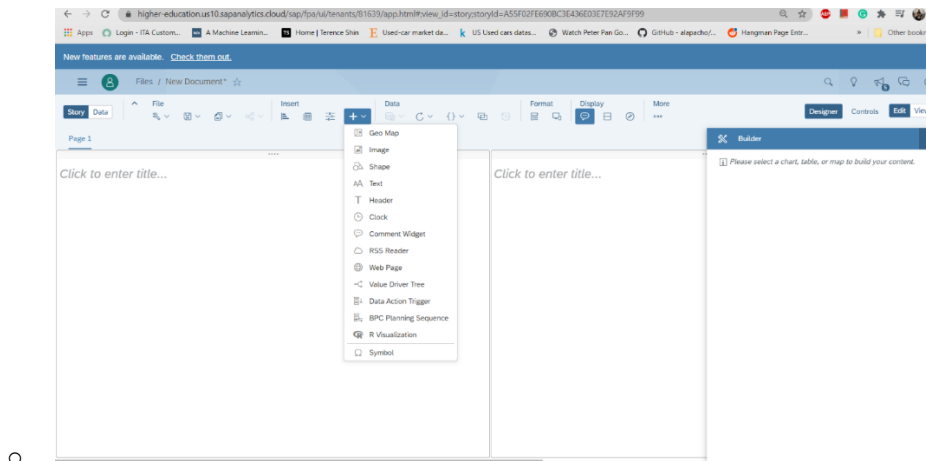 higher-education.us10.sapanalytics.cloud/sap/fpa/ui/tenants/81639/app.html#;view_id=story;storyId=A55F02FE690BC3E436E03E7E92AF9F99
Apps Login - ITA Custom... A Machine Learnin... Home | Terence Shin Used-car market da... US Used cars datas... Watch Peter Pan Go... GitHub - alapacho/... Hangman Page Entr... » Other bookr
New features are available. Check them out.
Files / New Document* ☆
File Insert Data Format Display More
Story Data Designer Controls Edit View
Page 1
Builder
Please select a chart, table, or map to build your content.
Click to enter title...
Click to enter title...
Geo Map
Image
Shape
Text
Header
Clock
Comment Widget
RSS Reader
Web Page
Value Driver Tree
Data Action Trigger
BPC Planning Sequence
R Visualization
Symbol